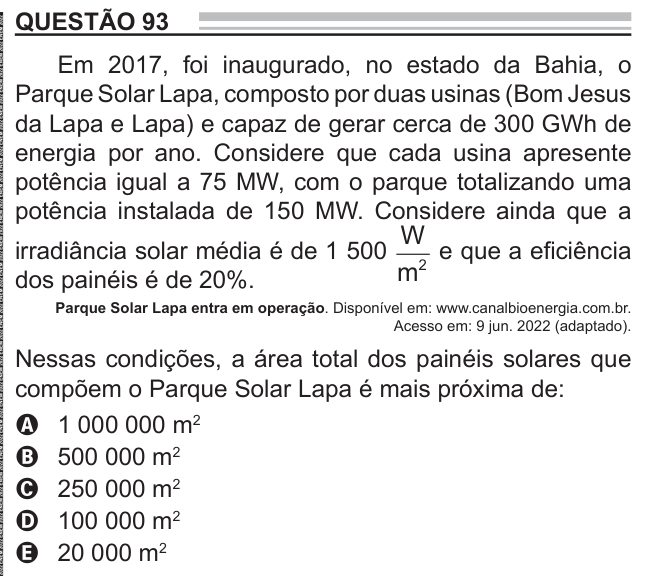 QUESTÃO 93
Em 2017, foi inaugurado, no estado da Bahia, o
Parque Solar Lapa, composto por duas usinas (Bom Jesus
da Lapa e Lapa) e capaz de gerar cerca de 300 GWh de
energia por ano. Considere que cada usina apresente
potência igual a 75 MW, com o parque totalizando uma
potência instalada de 150 MW. Considere ainda que a
irradiância solar média é de 1 500 W/m² e que a eficiência
dos painéis é de 20%.
Parque Solar Lapa entra em operação. Disponível em: www.canalbioenergia.com.br.
Acesso em: 9 jun. 2022 (adaptado).
Nessas condições, a área total dos painéis solares que
compõem o Parque Solar Lapa é mais próxima de:
A 1 000 000 m²
B 500 000 m²
C 250 000 m²
D 100 000 m²
E 20 000 m²